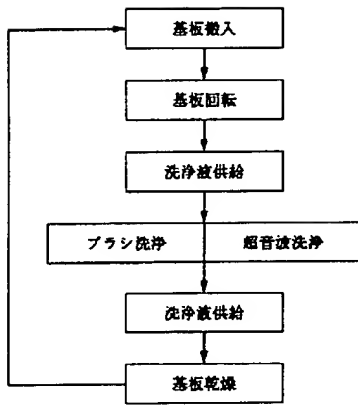 基板搬入
基板回転
洗浄液供給
ブラシ洗浄 超音波洗浄
洗浄液供給
基板乾燥